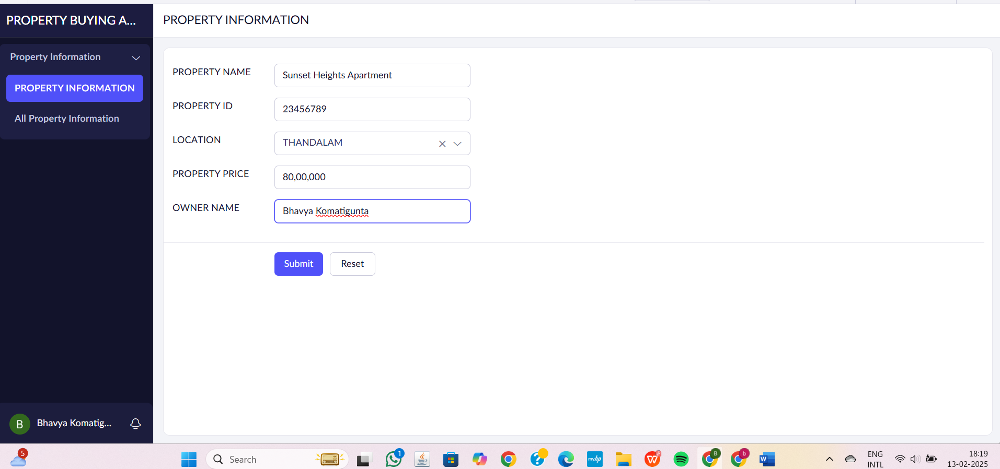 PROPERTY BUYING A...
PROPERTY INFORMATION
Property Information
PROPERTY INFORMATION
All Property Information
PROPERTY NAME
Sunset Heights Apartment
PROPERTY ID
23456789
LOCATION
THANDALAM
PROPERTY PRICE
80,00,000
OWNER NAME
Bhavya Komatigunta
Submit
Reset
B
Bhavya Komatig...
5
Search
1
myhp
B
b
W
ENG
INTL
18:19
13-02-2025